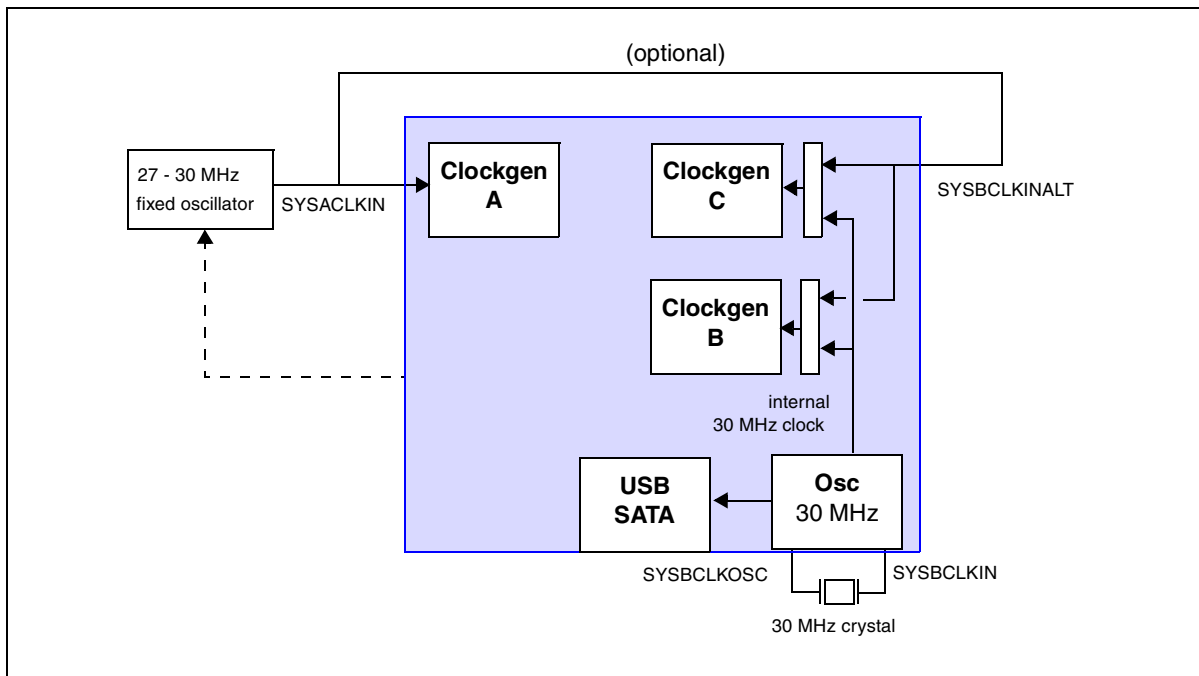 (optional)
27 - 30 MHz
fixed oscillator
SYSACLKIN
Clockgen
A
Clockgen
C
SYSBCLKINALT
Clockgen
B
internal
30 MHz clock
USB
SATA
Osc
30 MHz
SYSBCLKOSC
SYSBCLKIN
30 MHz crystal